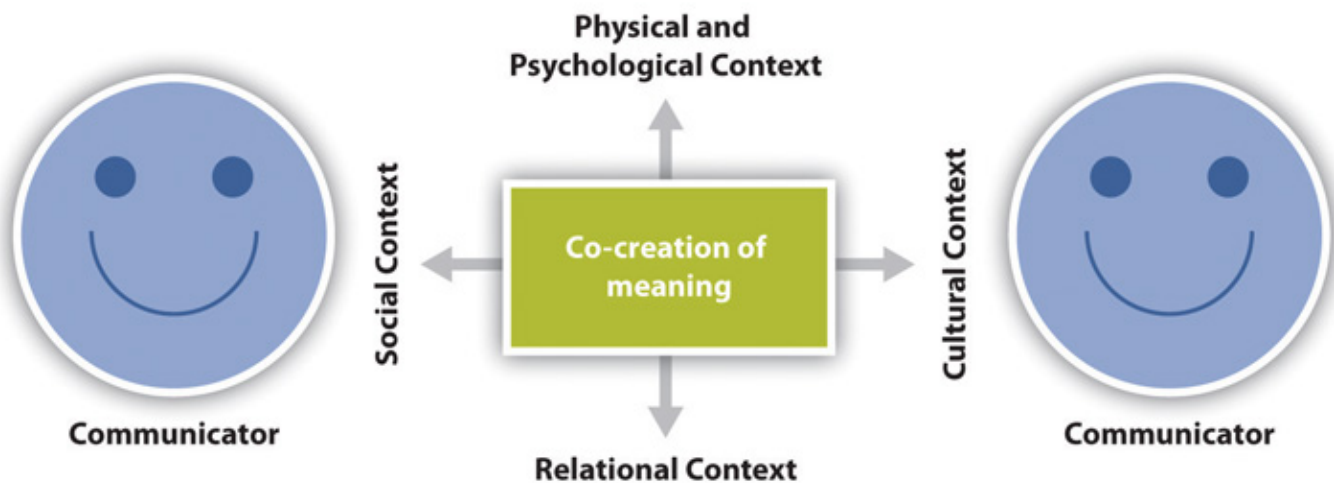 Physical and
Psychological Context
Social Context
Co-creation of
meaning
Cultural Context
Communicator
Relational Context
Communicator